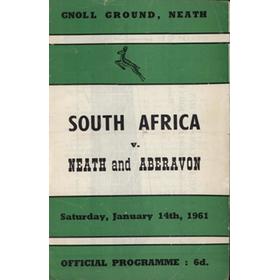 GNOLL GROUND, NEATH
SOUTH AFRICA
v.
NEATH and ABERAVON
Saturday, January 14th, 1961
OFFICIAL PROGRAMME : 6d.